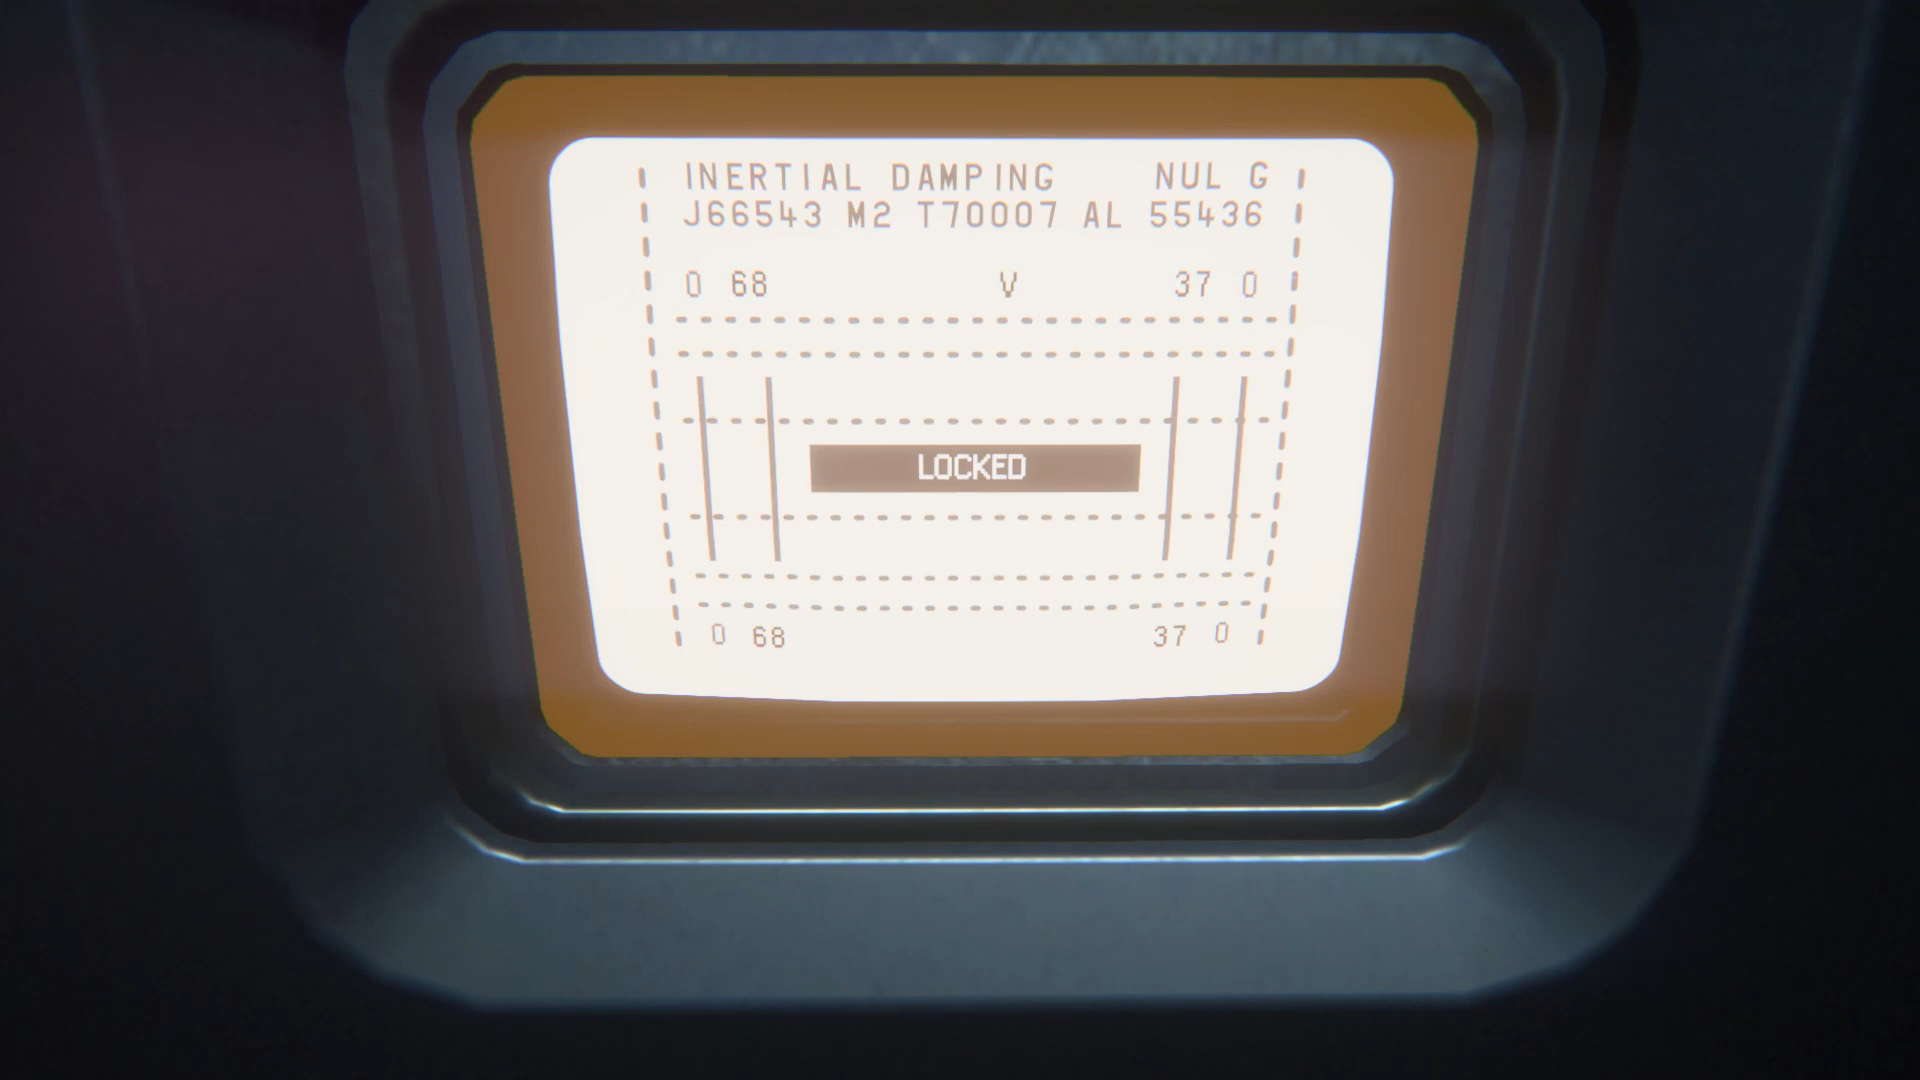 INERTIAL DAMPING NUL G
J66543 M2 T70007 AL 55436
0 68 V 37 0
LOCKED
0 68 37 0